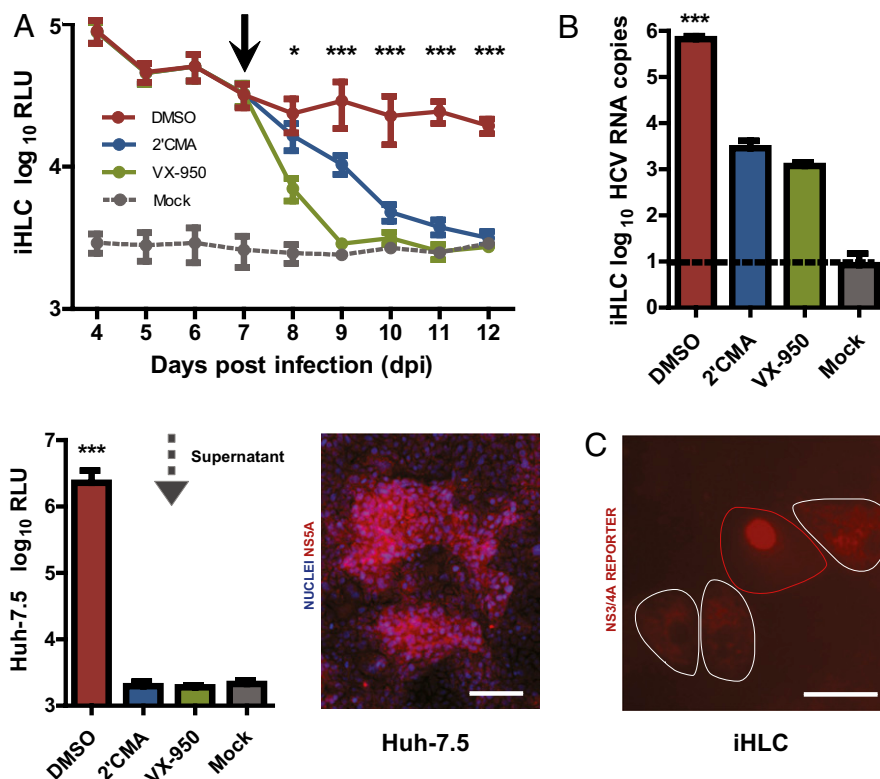 A
iHLC log10 RLU
5
4
3
* *** *** *** ***
DMSO
2'CMA
VX-950
Mock
4 5 6 7 8 9 10 11 12
Days post infection (dpi)
B
iHLC log10 HCV RNA copies
6
5
4
3
2
1
0
***
DMSO
2'CMA
VX-950
Mock
Huh-7.5 log10 RLU
7
6
5
4
3
***
Supernatant
DMSO
2'CMA
VX-950
Mock
NUCLEI NS5A
Huh-7.5
C
NS3/4A REPORTER
iHLC